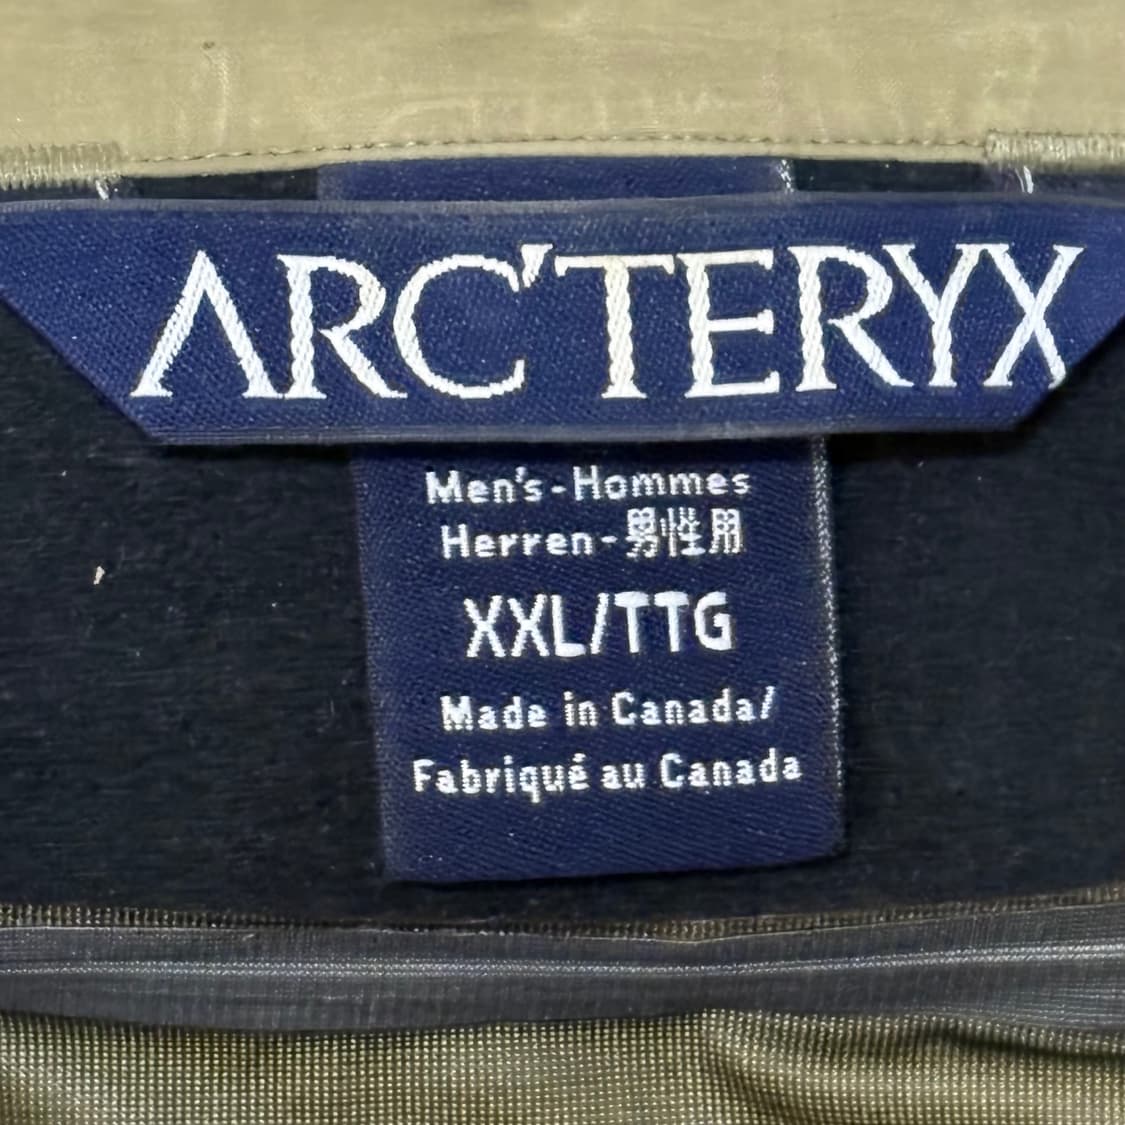 ARC'TERYX
Men's-Hommes
Herren-男性用
XXL/TTG
Made in Canada/
Fabriqué au Canada